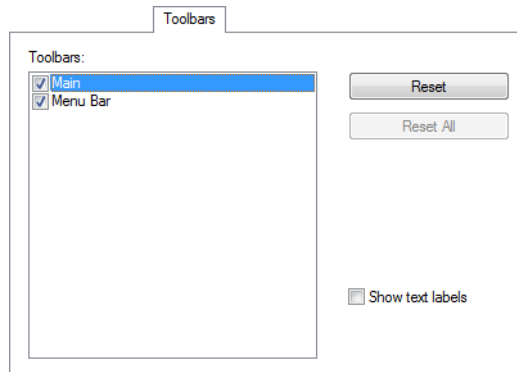 Toolbars
Toolbars:
Main
Reset
Menu Bar
Reset All
Show text labels